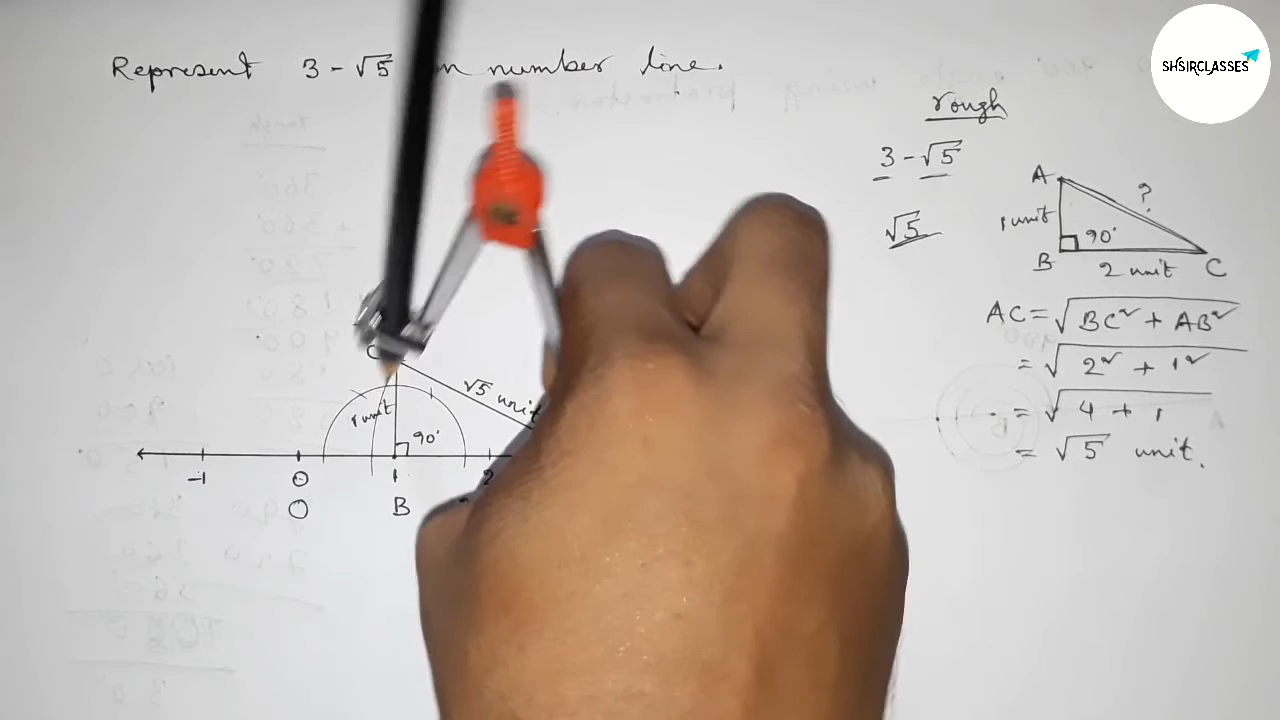 Represent 3 - √5 on number line.
SHSIRCLASSES
rough
3 - √5
√5
A
?
1 unit
90°
B
2 unit
C
AC = √BC² + AB²
= √2² + 1²
= √4 + 1
= √5 unit.
C
√5 unit
1 unit
90°
-1 0 1 2
O B